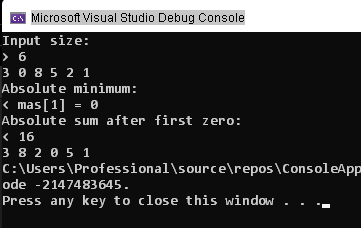 Microsoft Visual Studio Debug Console
Input size:
> 6
3 0 8 5 2 1
Absolute minimum:
< mas[1] = 0
Absolute sum after first zero:
< 16
3 8 2 0 5 1
C:\Users\Professional\source\repos\ConsoleApp
ode -2147483645.
Press any key to close this window . . .